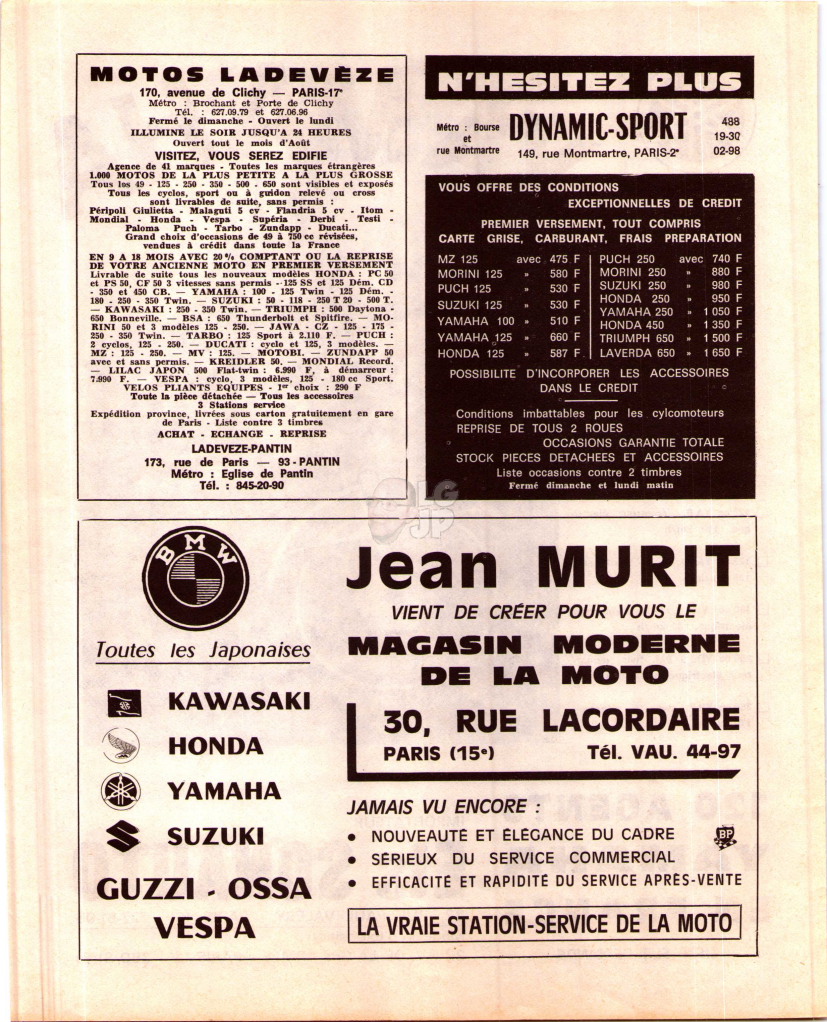 MOTOS LADEVÈZE
170, avenue de Clichy — PARIS-17e
Métro : Brochant et Porte de Clichy
Tél. : 627.09.79 et 627.06.96
Fermé le dimanche - Ouvert le lundi
ILLUMINE LE SOIR JUSQU'A 24 HEURES
Ouvert tout le mois d'Août
VISITEZ, VOUS SEREZ EDIFIE
Agence de 41 marques - Toutes les marques étrangères
1.000 MOTOS DE LA PLUS PETITE A LA PLUS GROSSE
Tous les 49 - 125 - 250 - 350 - 500 - 650 sont visibles et exposés
Tous les cycles, sport ou à guidon relevé ou cross
sont livrables de suite, sans permis :
Péripoli Giulietta - Malaguti 5 cv - Flandria 5 cv - Itom -
Mondial - Honda - Vespa - Supéria - Derbi - Testi -
Paloma Puch - Tarbo - Zundapp - Ducati...
Grand choix d'occasions de 49 à 750 cc révisées,
vendues à crédit dans toute la France
EN 9 A 18 MOIS AVEC 20 % COMPTANT OU LA REPRISE
DE VOTRE ANCIENNE MOTO EN PREMIER VERSEMENT
Livrable de suite tous les nouveaux modèles HONDA : PC 50
et PS 50, CF 50 3 vitesses sans permis - 125 SS et 125 Dém. CD
- 350 et 450 CB. — YAMAHA : 100 - 125 Twin - 125 Dém. -
180 - 250 - 350 Twin. — SUZUKI : 50 - 118 - 250 T 20 - 500 T.
- KAWASAKI : 250 - 350 Twin. — TRIUMPH : 500 Daytona -
650 Bonneville. — BSA : 650 Thunderbolt et Spitfire. — MO-
RINI 50 et 3 modèles 125 - 250. — JAWA - CZ - 125 - 175 -
250 - 350 Twin. — TARBO : 125 Sport à 2.110 F. — PUCH :
2 cyclos, 125 - 250. — DUCATI : cyclo et 125, 3 modèles. —
MZ : 125 - 250. — MV : 125. — MOTOBI. — ZUNDAPP 50
avec et sans permis. — KREIDLER 50. — MONDIAL Record.
— LILAC JAPON 500 Flat-twin : 6.990 F, à démarreur :
7.990 F. — VESPA : cyclo, 3 modèles, 125 - 180 cc Sport.
VELOS PLIANTS EQUIPES - 1er choix : 290 F
Toute la pièce détachée — Tous les accessoires
3 Stations service
Expédition province, livrées sous carton gratuitement en gare
de Paris - Liste contre 3 timbres
ACHAT - ECHANGE - REPRISE
LADEVEZE-PANTIN
173, rue de Paris — 93 - PANTIN
Métro : Eglise de Pantin
Tél. : 845-20-90
N'HESITEZ PLUS
Métro : Bourse
et
rue Montmartre
DYNAMIC-SPORT
149, rue Montmartre, PARIS-2e
488
19-30
02-98
VOUS OFFRE DES CONDITIONS
EXCEPTIONNELLES DE CREDIT
PREMIER VERSEMENT, TOUT COMPRIS
CARTE GRISE, CARBURANT, FRAIS PREPARATION
MZ 125 avec 475 F
MORINI 125 » 580 F
PUCH 125 » 530 F
SUZUKI 125 » 530 F
YAMAHA 100 » 510 F
YAMAHA 125 » 660 F
HONDA 125 » 587 F
PUCH 250 avec 740 F
MORINI 250 » 880 F
SUZUKI 250 » 980 F
HONDA 250 » 950 F
YAMAHA 250 » 1 050 F
HONDA 450 » 1 350 F
TRIUMPH 650 » 1 500 F
LAVERDA 650 » 1 650 F
POSSIBILITE D'INCORPORER LES ACCESSOIRES
DANS LE CREDIT
Conditions imbattables pour les cylcomoteurs
REPRISE DE TOUS 2 ROUES
OCCASIONS GARANTIE TOTALE
STOCK PIECES DETACHEES ET ACCESSOIRES
Liste occasions contre 2 timbres
Fermé dimanche et lundi matin
LG
JP
BMW
Toutes les Japonaises
KAWASAKI
HONDA
YAMAHA
SUZUKI
GUZZI - OSSA
VESPA
Jean MURIT
VIENT DE CRÉER POUR VOUS LE
MAGASIN MODERNE
DE LA MOTO
30, RUE LACORDAIRE
PARIS (15e) Tél. VAU. 44-97
JAMAIS VU ENCORE :
• NOUVEAUTÉ ET ÉLÉGANCE DU CADRE
• SÉRIEUX DU SERVICE COMMERCIAL
• EFFICACITÉ ET RAPIDITÉ DU SERVICE APRÈS-VENTE
BP
LA VRAIE STATION-SERVICE DE LA MOTO